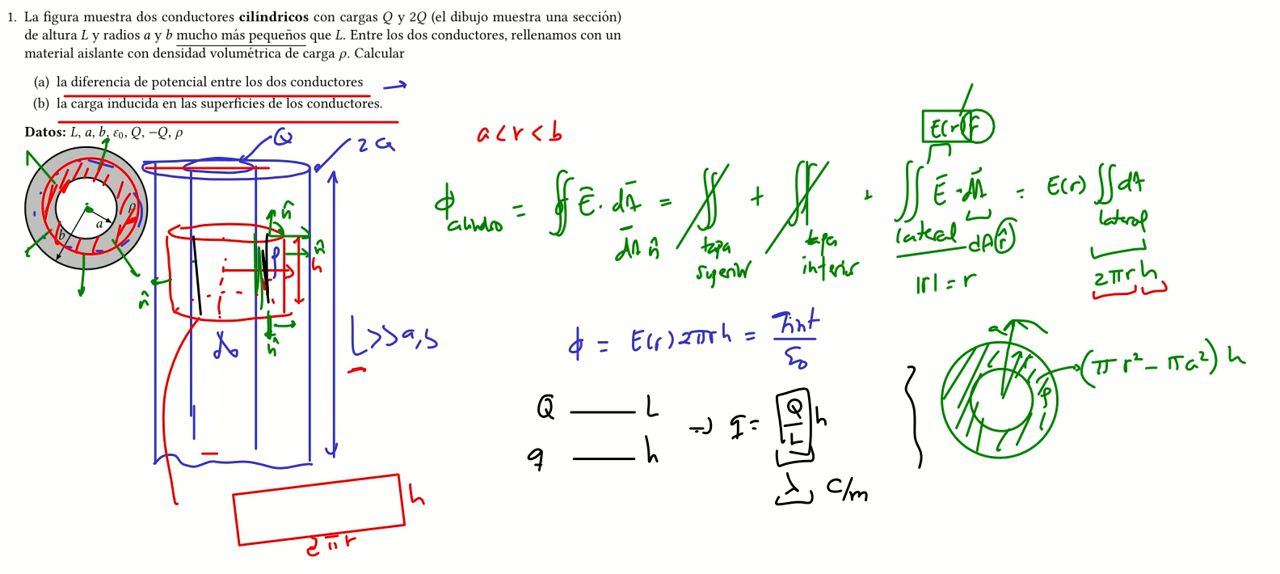 1. La figura muestra dos conductores cilíndricos con cargas Q y 2Q (el dibujo muestra una sección)
de altura L y radios a y b mucho más pequeños que L. Entre los dos conductores, rellenamos con un
material aislante con densidad volumétrica de carga ρ. Calcular
(a) la diferencia de potencial entre los dos conductores
(b) la carga inducida en las superficies de los conductores.
Datos: L, a, b, ε₀, Q, −Q, ρ
Q
2Q
a
b
ρ
n̂
n̂
n̂
n̂
ρ
h
L>>a,b
h
2πr
a<r<b
E(r) r̂
ϕ cilindro = ∯ Ē · dĀ = ∬ + ∬ + ∬ Ē · dĀ = E(r) ∬ dA
dA n̂
tapa superior
tapa inferior
lateral
dA r̂
lateral
|r| = r
2πrh
ϕ = E(r) 2πrh = qint / ε₀
Q — L
q — h
⇒ q = Q/L h
λ C/m
a
r
ρ
(πr² − πa²) h